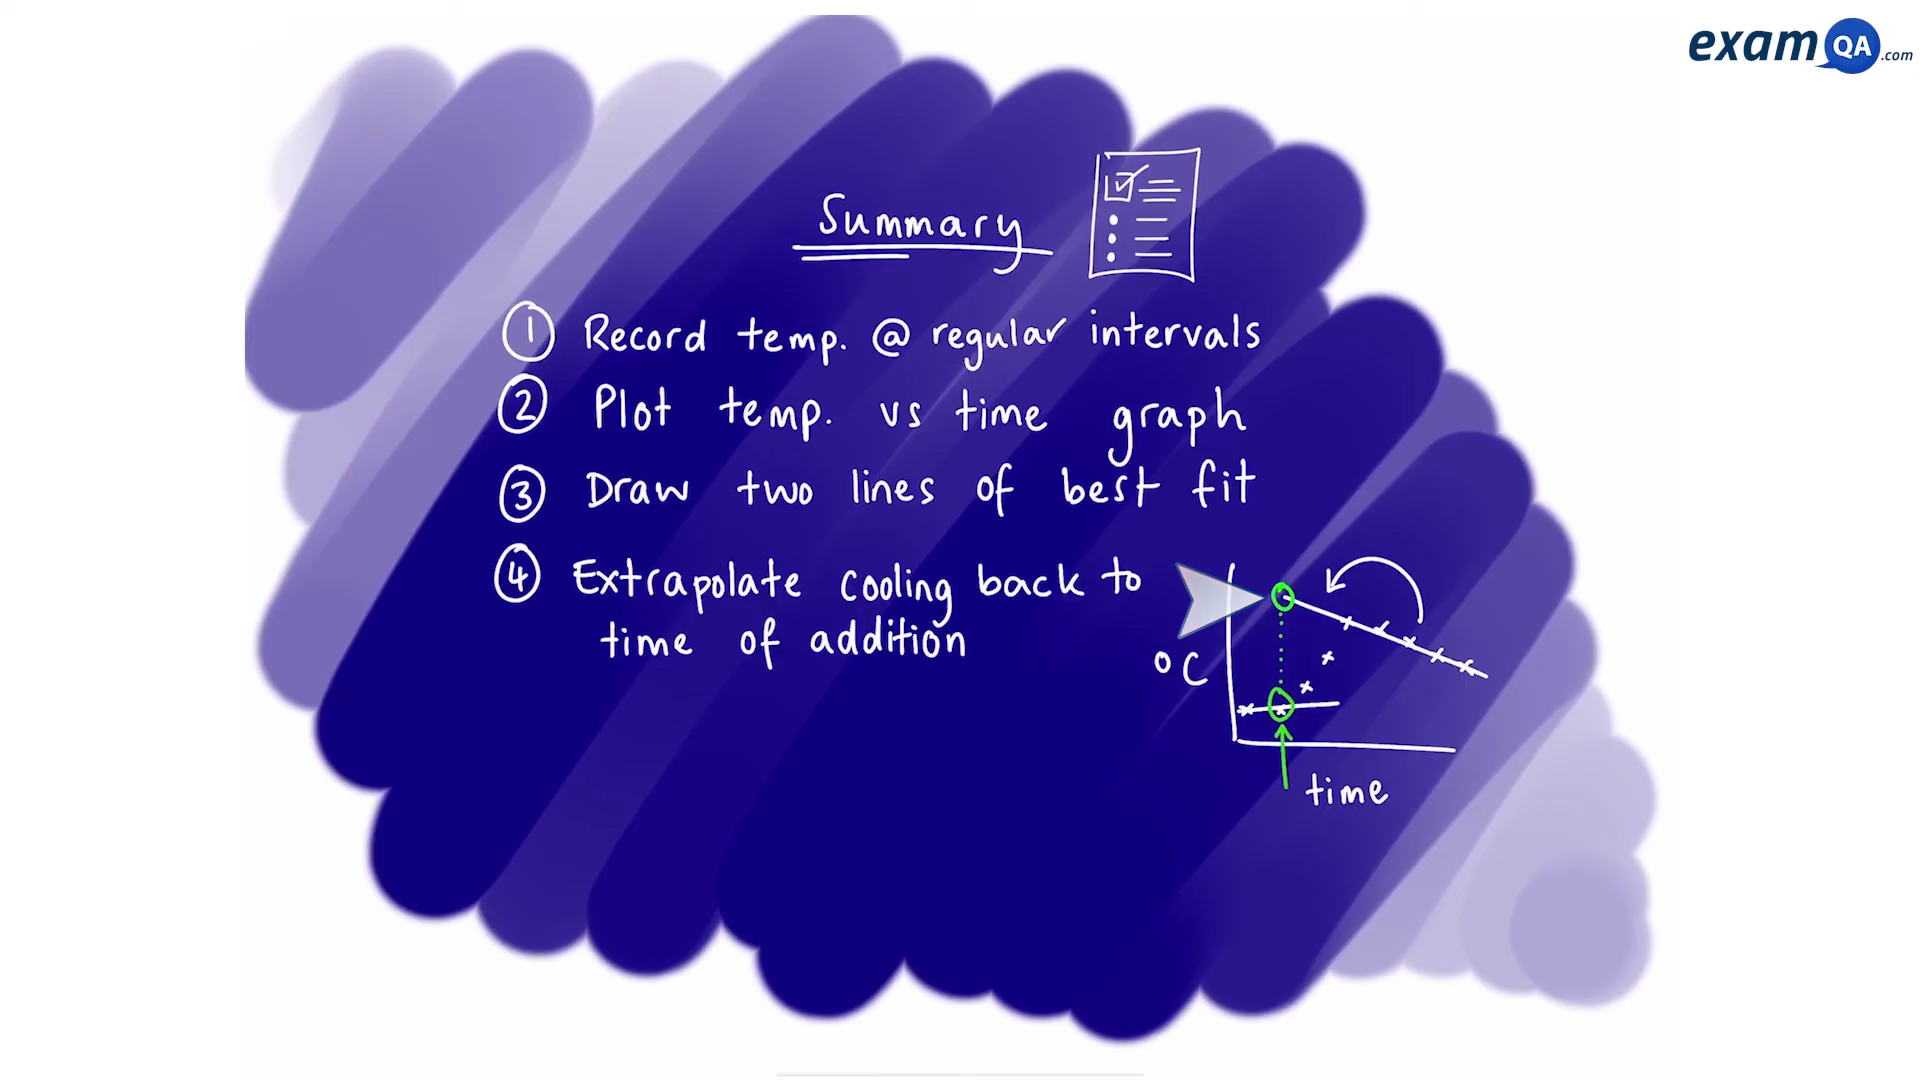 examQA.com
Summary
1 Record temp. @ regular intervals
2 Plot temp. vs time graph
3 Draw two lines of best fit
4 Extrapolate cooling back to
time of addition
°C
time